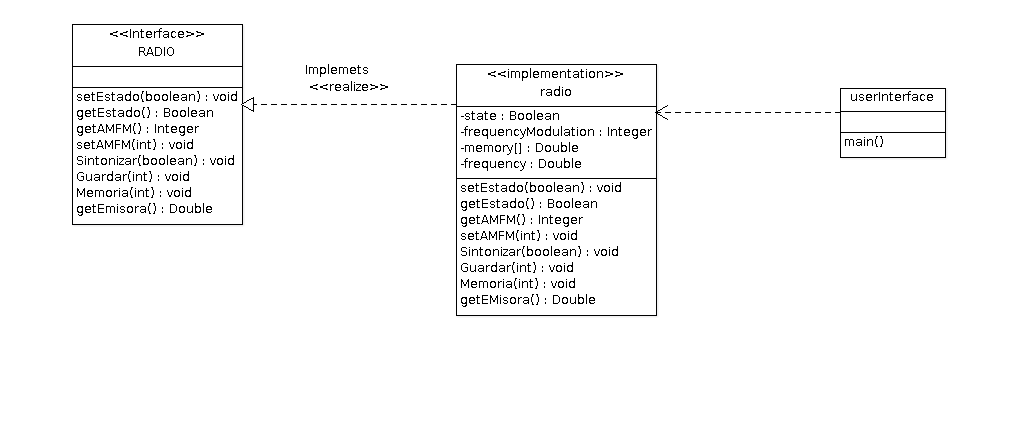 <<Interface>>
RADIO
setEstado(boolean) : void
getEstado() : Boolean
getAMFM() : Integer
setAMFM(int) : void
Sintonizar(boolean) : void
Guardar(int) : void
Memoria(int) : void
getEmisora() : Double
Implemets
<<realize>>
<<implementation>>
radio
-state : Boolean
-frequencyModulation : Integer
-memory[] : Double
-frequency : Double
setEstado(boolean) : void
getEstado() : Boolean
getAMFM() : Integer
setAMFM(int) : void
Sintonizar(boolean) : void
Guardar(int) : void
Memoria(int) : void
getEMisora() : Double
userInterface
main()